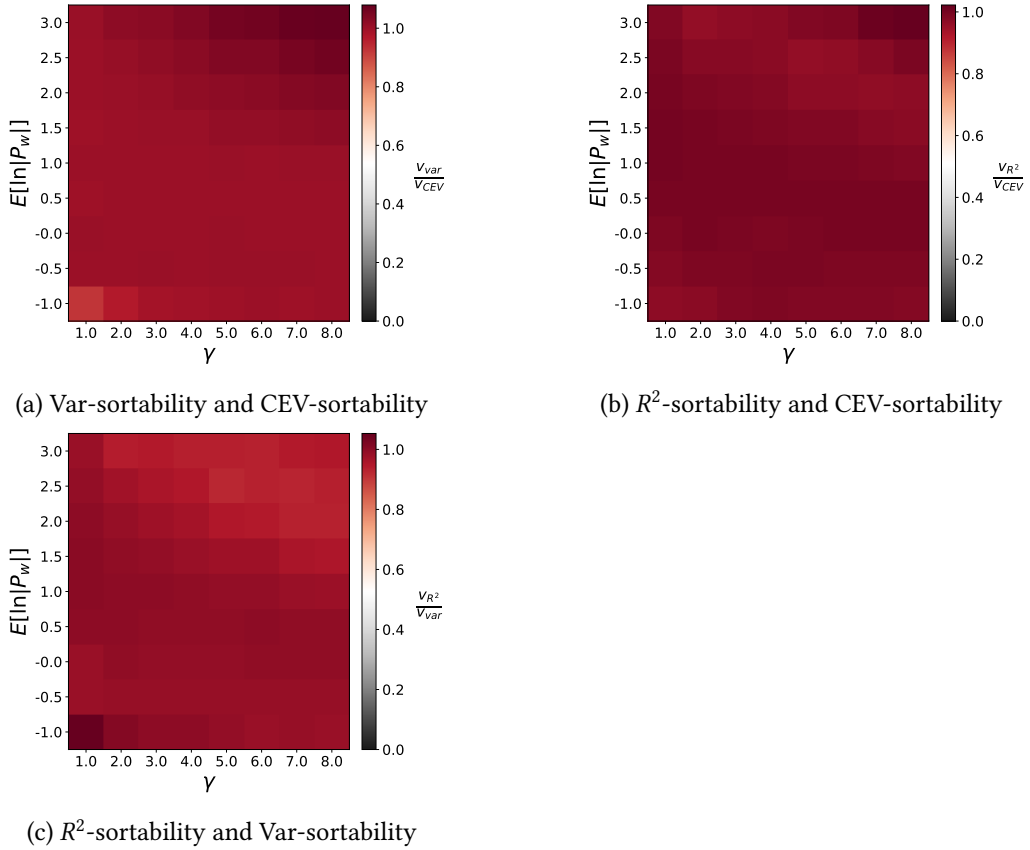 3.0
2.5
2.0
1.5
1.0
0.5
-0.0
-0.5
-1.0
E[ln|P_w|]
1.0 2.0 3.0 4.0 5.0 6.0 7.0 8.0
γ
1.0
0.8
0.6
0.4
0.2
0.0
v_var
v_CEV
(a) Var-sortability and CEV-sortability
3.0
2.5
2.0
1.5
1.0
0.5
-0.0
-0.5
-1.0
E[ln|P_w|]
1.0 2.0 3.0 4.0 5.0 6.0 7.0 8.0
γ
1.0
0.8
0.6
0.4
0.2
0.0
v_R²
v_CEV
(b) R²-sortability and CEV-sortability
3.0
2.5
2.0
1.5
1.0
0.5
-0.0
-0.5
-1.0
E[ln|P_w|]
1.0 2.0 3.0 4.0 5.0 6.0 7.0 8.0
γ
1.0
0.8
0.6
0.4
0.2
0.0
v_R²
v_var
(c) R²-sortability and Var-sortability